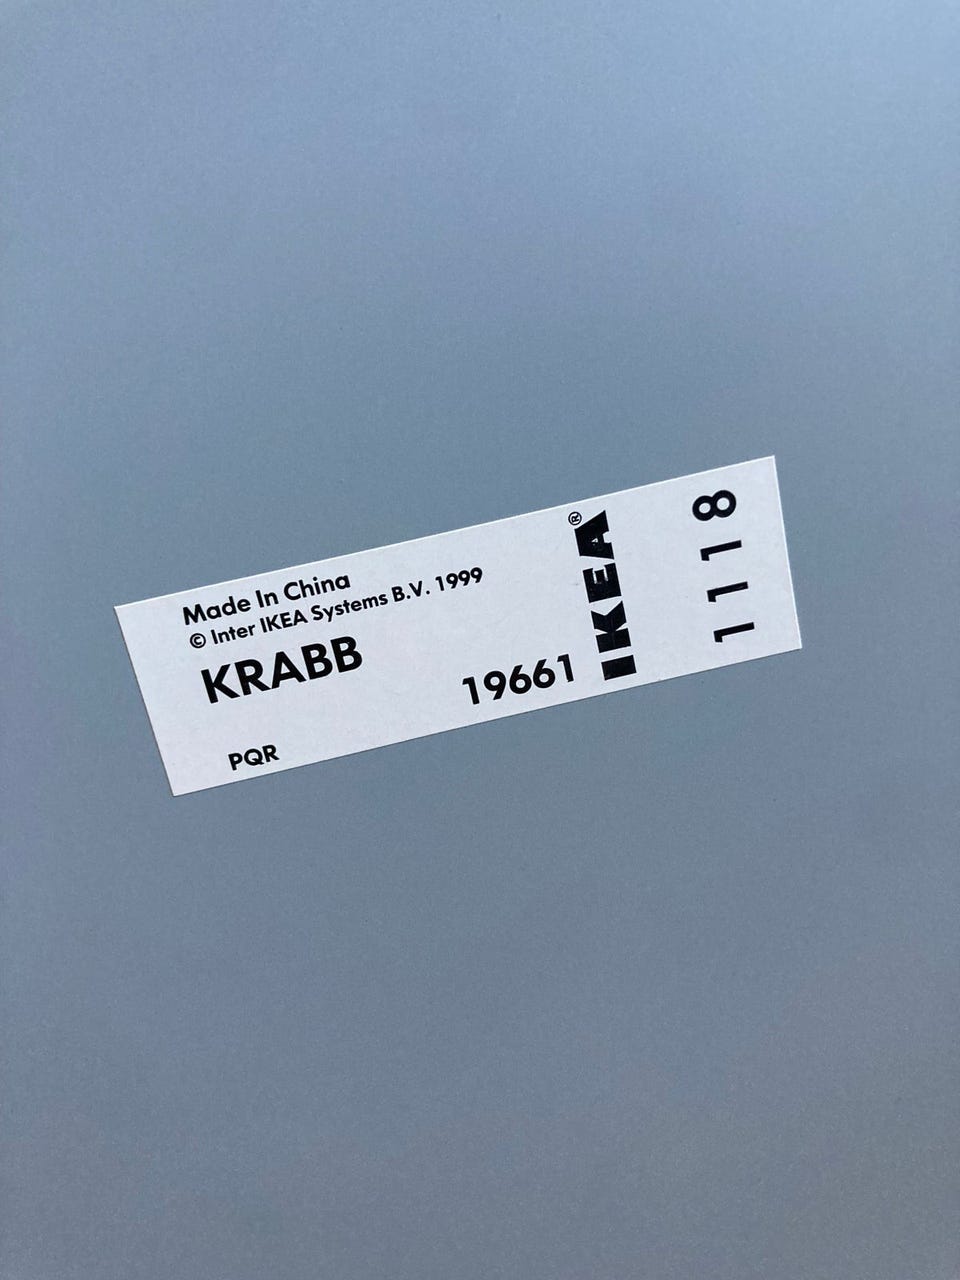 Made In China
© Inter IKEA Systems B.V. 1999
KRABB
19661
PQR
IKEA®
1118